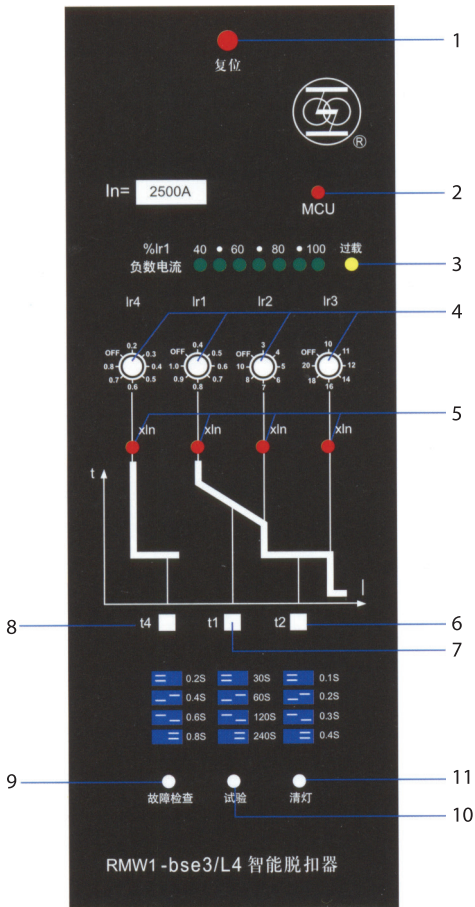 1
复位
®
In= 2500A
2
MCU
%Ir1 40 • 60 • 80 • 100 过载
负数电流
3
Ir4 Ir1 Ir2 Ir3
4
OFF 0.2 0.3 0.4 0.5 0.6 0.7 0.8
OFF 0.4 0.5 0.6 0.7 0.8 0.9 1.0
OFF 3 4 5 6 7 8 10
OFF 10 11 12 14 16 18 20
xIn xIn xIn xIn
5
t
I
8 t4 t1 t2 6
7
0.2S 30S 0.1S
0.4S 60S 0.2S
0.6S 120S 0.3S
0.8S 240S 0.4S
9 11
故障检查 试验 清灯
10
RMW1-bse3/L4 智能脱扣器